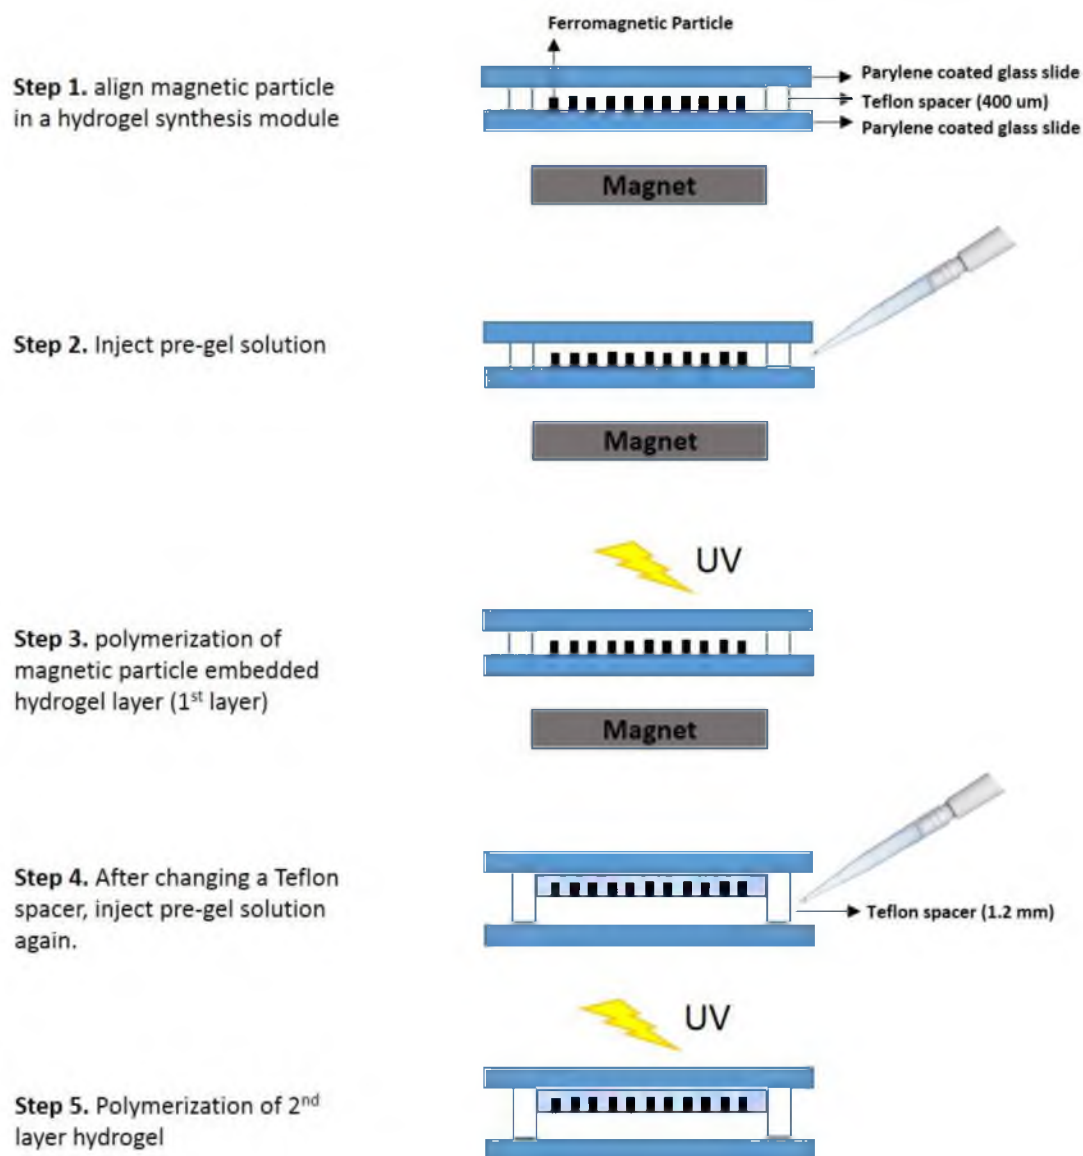 Ferromagnetic Particle
Step 1. align magnetic particle
in a hydrogel synthesis module
Parylene coated glass slide
Teflon spacer (400 um)
Parylene coated glass slide
Magnet
Step 2. Inject pre-gel solution
Magnet
UV
Step 3. polymerization of
magnetic particle embedded
hydrogel layer (1st layer)
Magnet
Step 4. After changing a Teflon
spacer, inject pre-gel solution
again.
Teflon spacer (1.2 mm)
UV
Step 5. Polymerization of 2nd
layer hydrogel